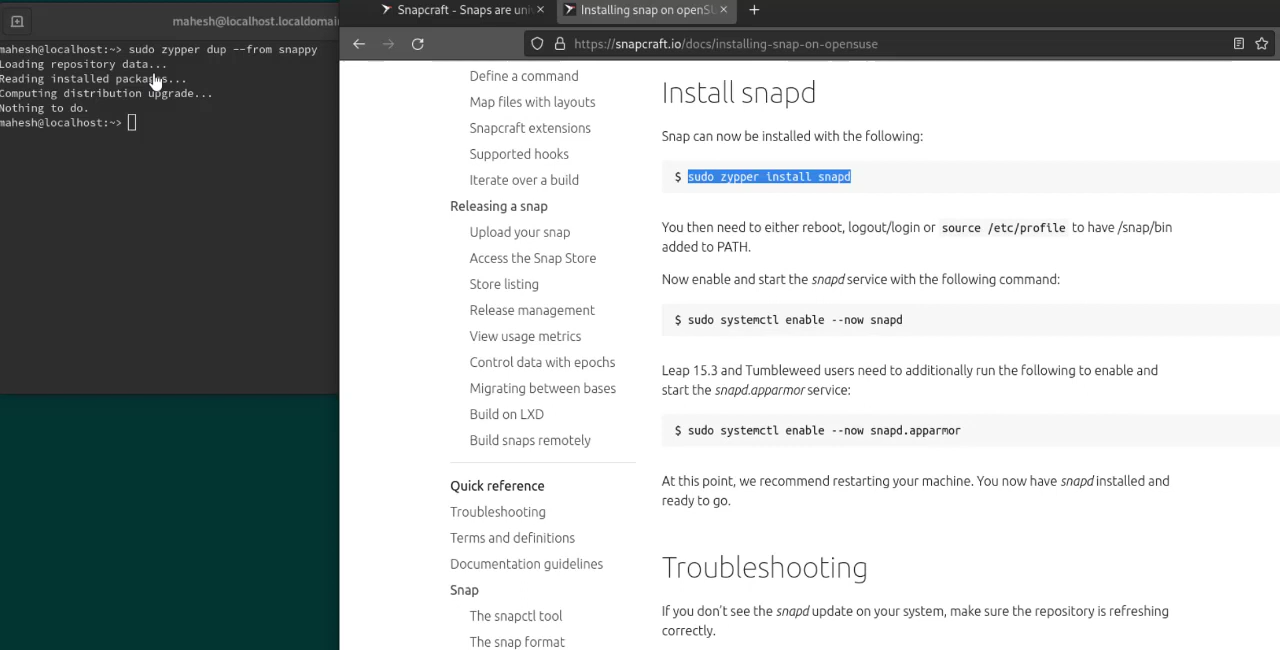 mahesh@localhost.localdomai
mahesh@localhost:~> sudo zypper dup --from snappy
Loading repository data...
Reading installed packages...
Computing distribution upgrade...
Nothing to do.
mahesh@localhost:~>
Snapcraft - Snaps are uni
Installing snap on openSU
https://snapcraft.io/docs/installing-snap-on-opensuse
Define a command
Map files with layouts
Snapcraft extensions
Supported hooks
Iterate over a build
Releasing a snap
Upload your snap
Access the Snap Store
Store listing
Release management
View usage metrics
Control data with epochs
Migrating between bases
Build on LXD
Build snaps remotely
Quick reference
Troubleshooting
Terms and definitions
Documentation guidelines
Snap
The snapctl tool
The snap format
Install snapd
Snap can now be installed with the following:
$ sudo zypper install snapd
You then need to either reboot, logout/login or source /etc/profile to have /snap/bin
added to PATH.
Now enable and start the snapd service with the following command:
$ sudo systemctl enable --now snapd
Leap 15.3 and Tumbleweed users need to additionally run the following to enable and
start the snapd.apparmor service:
$ sudo systemctl enable --now snapd.apparmor
At this point, we recommend restarting your machine. You now have snapd installed and
ready to go.
Troubleshooting
If you don't see the snapd update on your system, make sure the repository is refreshing
correctly.